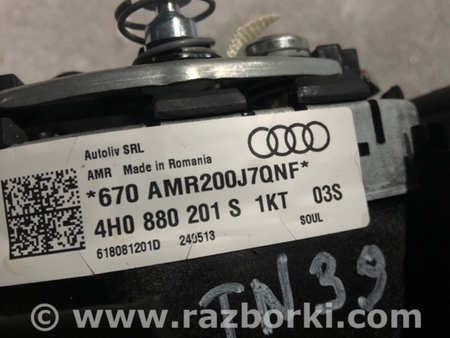 Autoliv SRL
AMR Made in Romania
*670 AMR200J7QNF*
4H0 880 201 S 1KT 03S
618081201D 240513 SOUL
TN39
© www.razborki.com